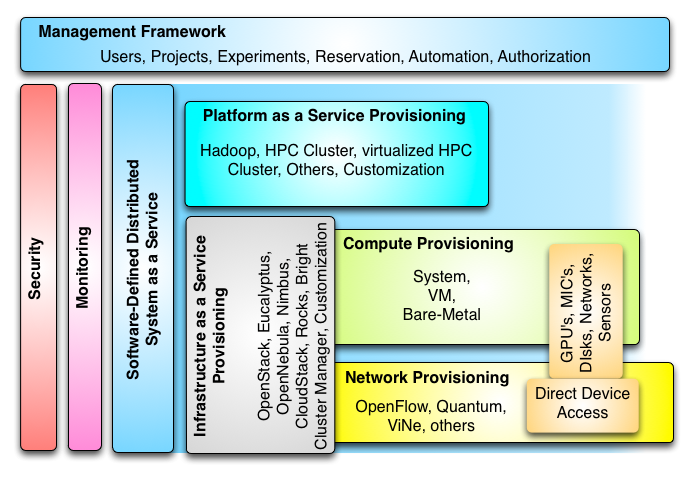 Management Framework
Users, Projects, Experiments, Reservation, Automation, Authorization
Security
Monitoring
Software-Defined Distributed
System as a Service
Platform as a Service Provisioning
Hadoop, HPC Cluster, virtualized HPC
Cluster, Others, Customization
Infrastructure as a Service
Provisioning
OpenStack, Eucalyptus,
OpenNebula, Nimbus,
CloudStack, Rocks, Bright
Cluster Manager, Customization
Compute Provisioning
System,
VM,
Bare-Metal
GPU's, MIC's,
DIsks, Networks,
Sensors
Network Provisioning
OpenFlow, Quantum,
ViNe, others
Direct Device
Access